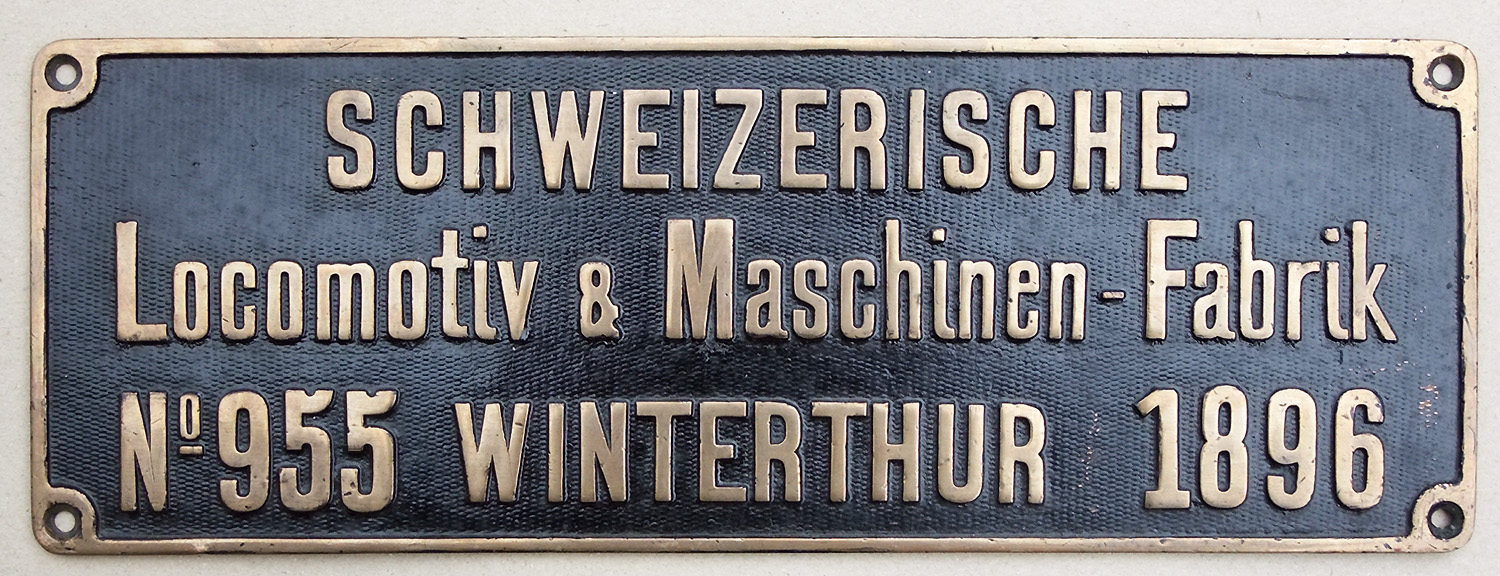 SCHWEIZERISCHE
Locomotiv & Maschinen-Fabrik
Nº 955 WINTERTHUR 1896